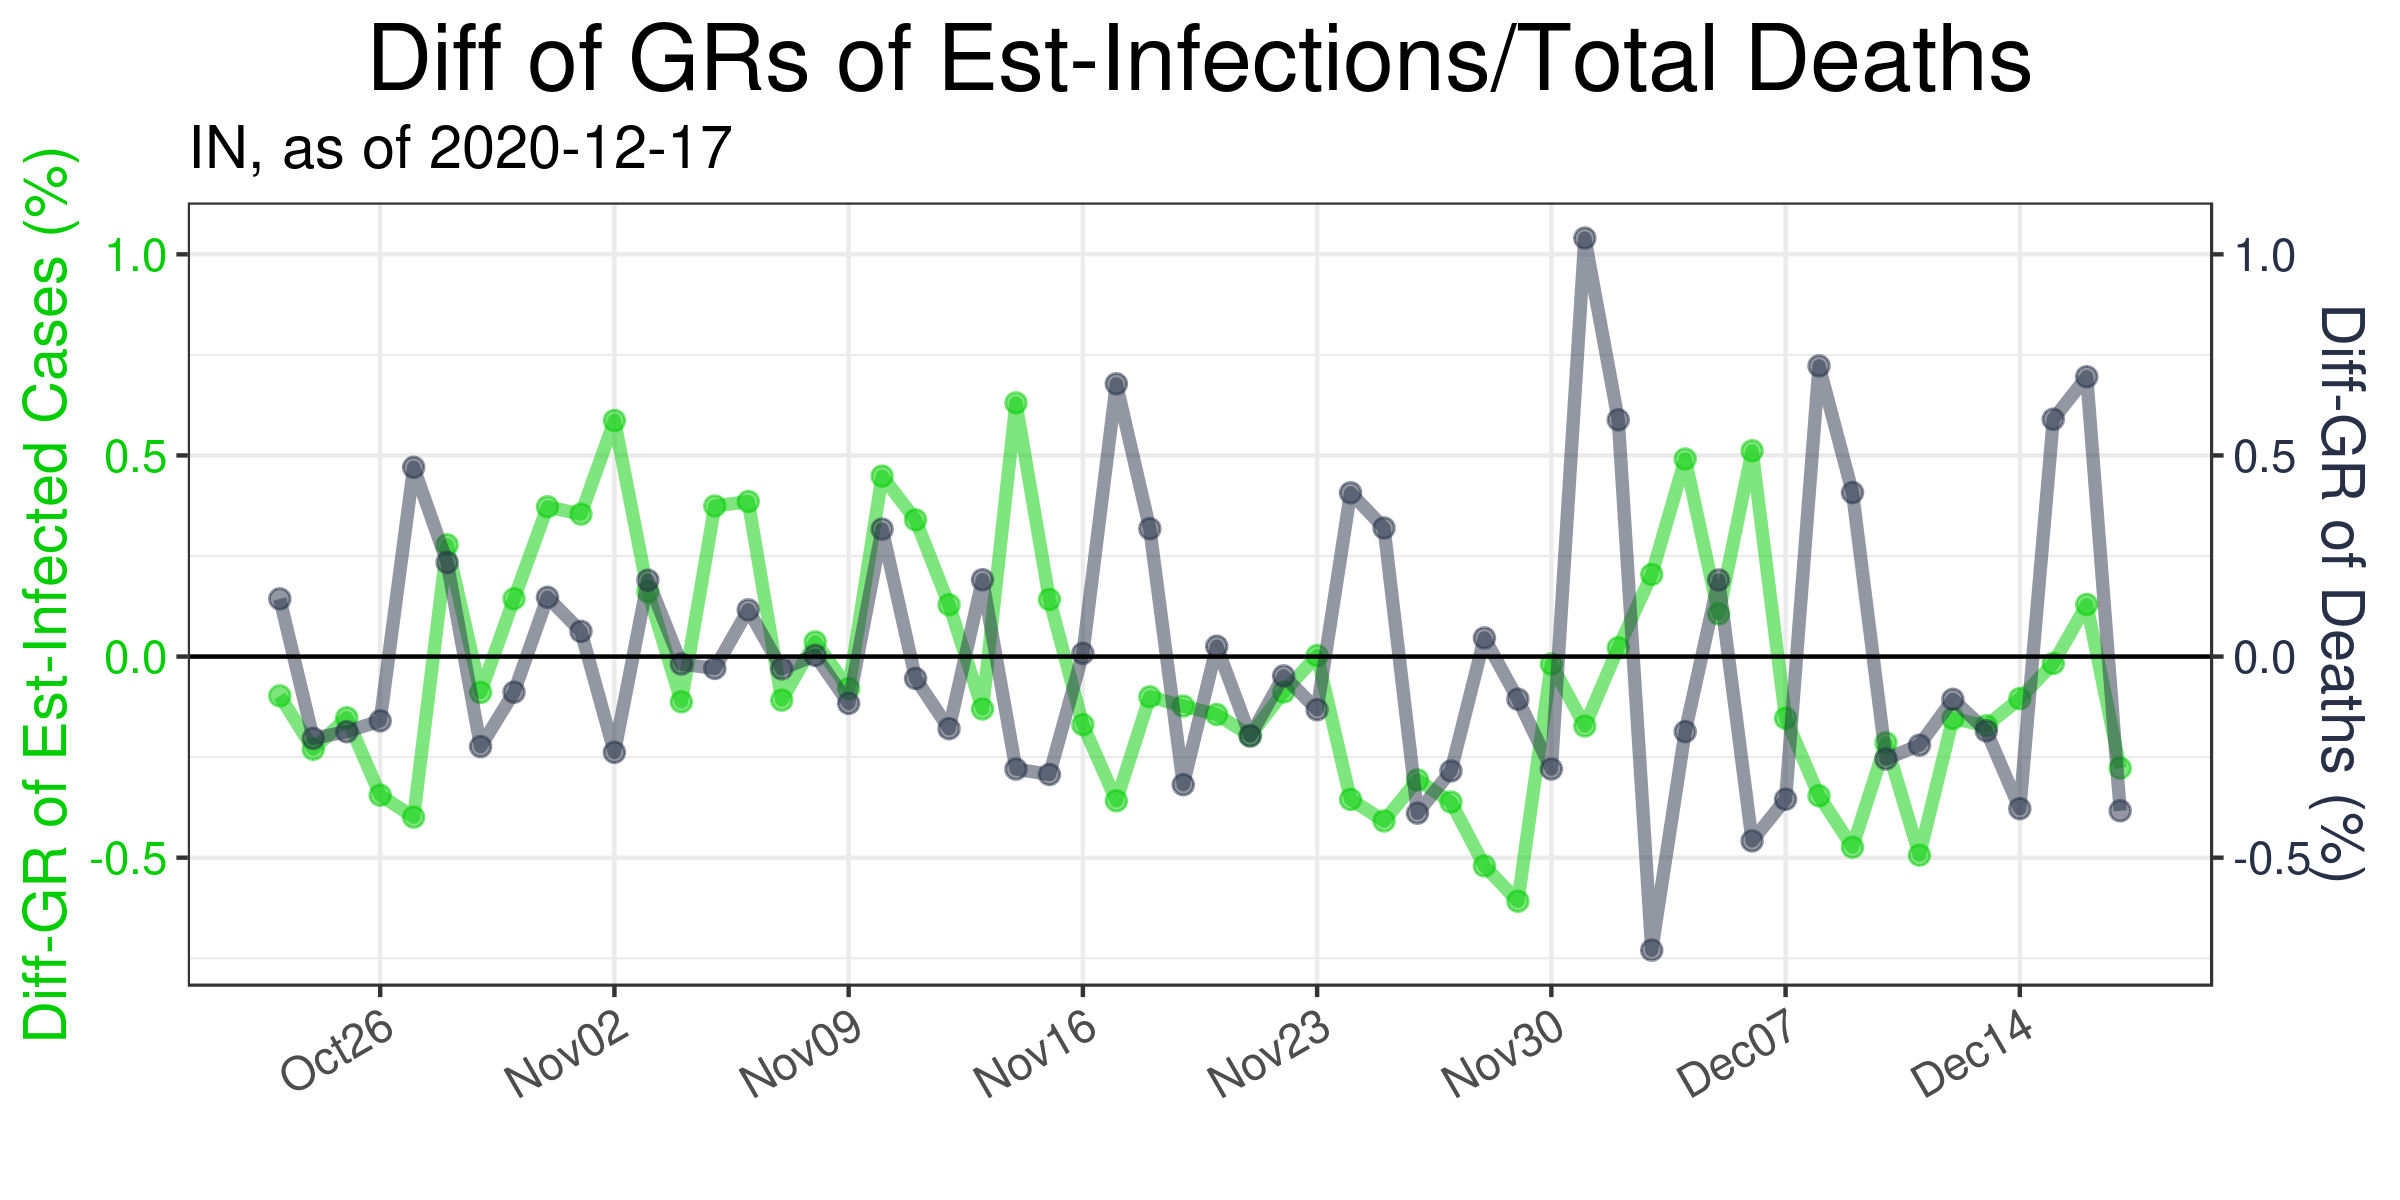 Diff of GRs of Est-Infections/Total Deaths
IN, as of 2020-12-17
Diff-GR of Est-Infected Cases (%)
1.0
0.5
0.0
-0.5
1.0
0.5
0.0
-0.5
Diff-GR of Deaths (%)
Oct26
Nov02
Nov09
Nov16
Nov23
Nov30
Dec07
Dec14